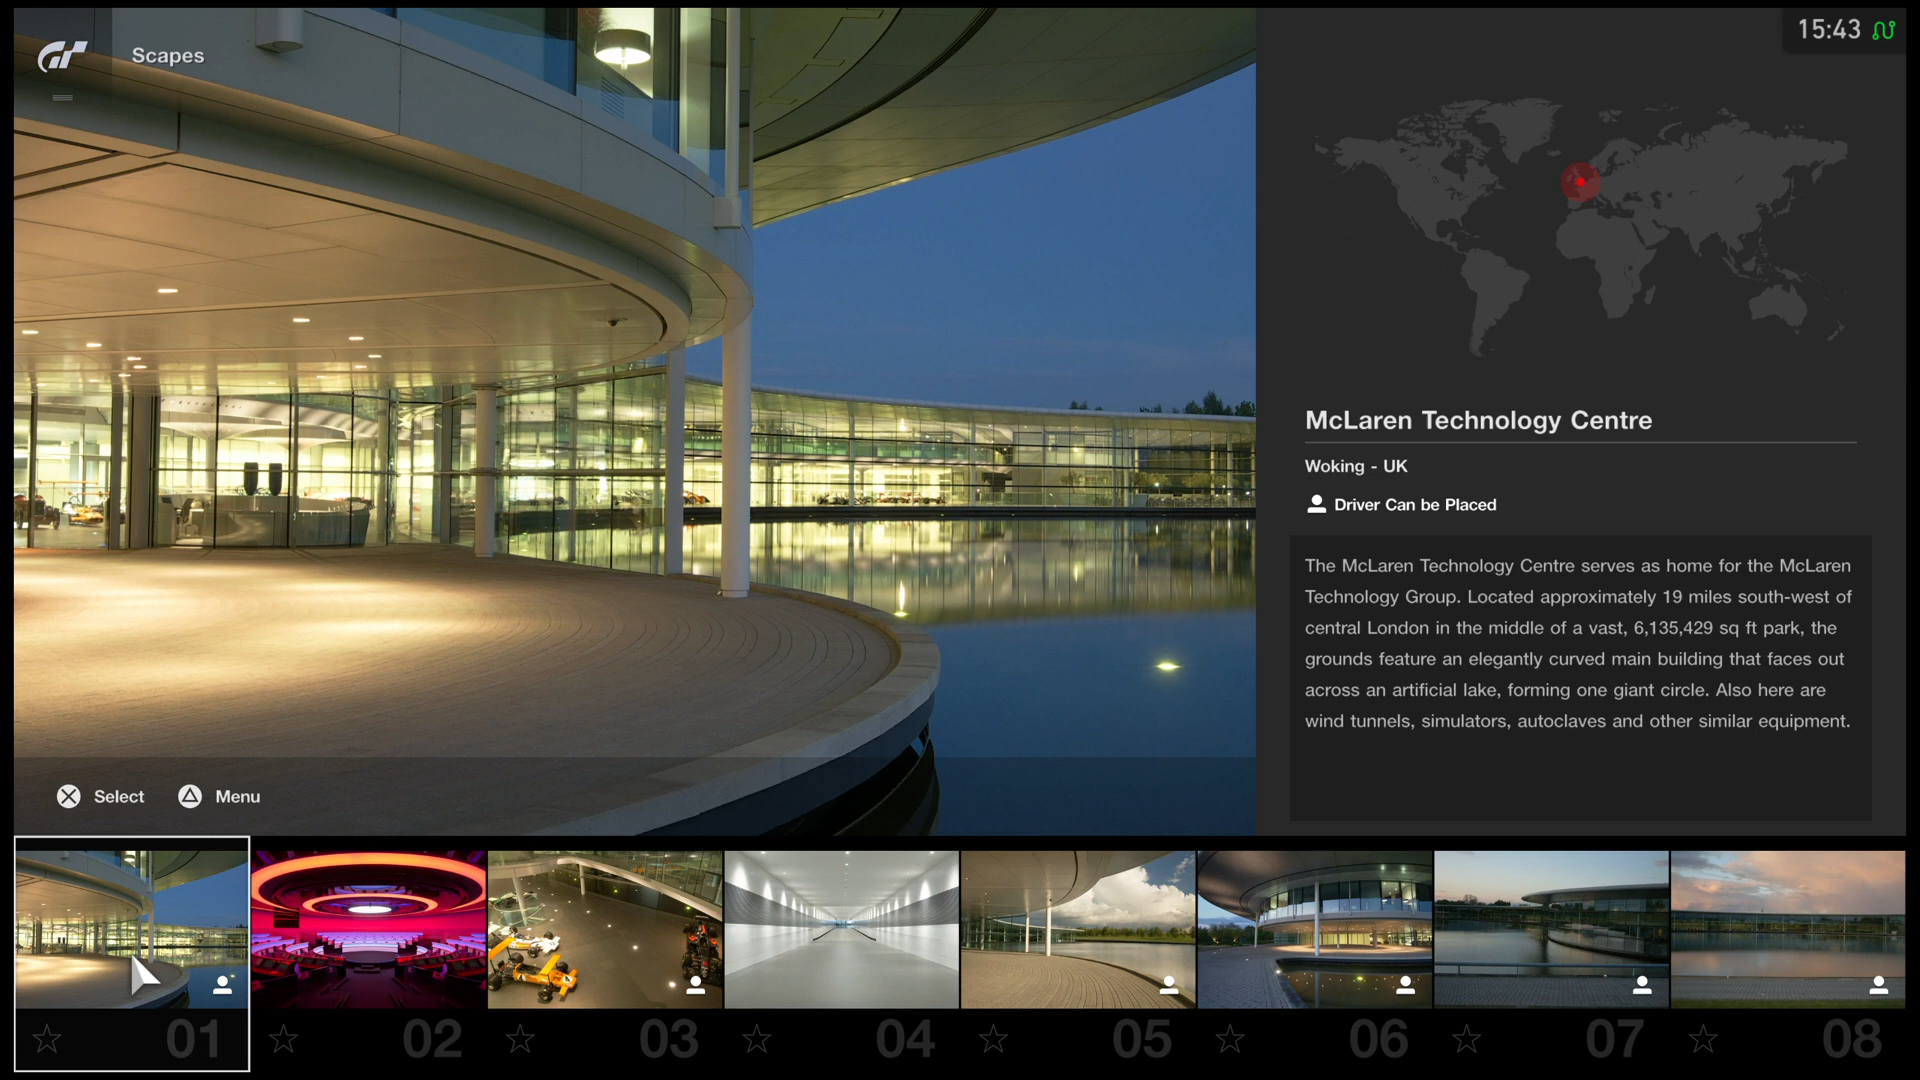 GT
Scapes
15:43
McLaren Technology Centre
Woking - UK
Driver Can be Placed
The McLaren Technology Centre serves as home for the McLaren
Technology Group. Located approximately 19 miles south-west of
central London in the middle of a vast, 6,135,429 sq ft park, the
grounds feature an elegantly curved main building that faces out
across an artificial lake, forming one giant circle. Also here are
wind tunnels, simulators, autoclaves and other similar equipment.
Select Menu
01 02 03 04 05 06 07 08